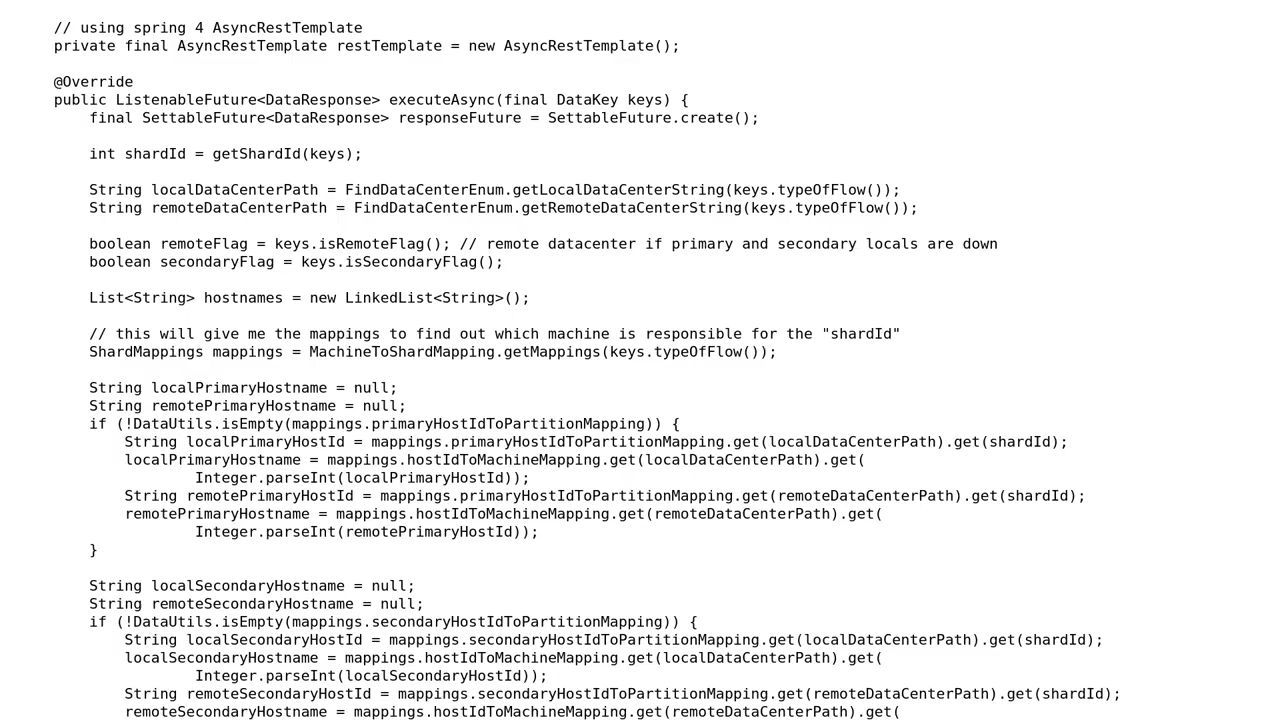 // using spring 4 AsyncRestTemplate
private final AsyncRestTemplate restTemplate = new AsyncRestTemplate();

@Override
public ListenableFuture<DataResponse> executeAsync(final DataKey keys) {
    final SettableFuture<DataResponse> responseFuture = SettableFuture.create();

    int shardId = getShardId(keys);

    String localDataCenterPath = FindDataCenterEnum.getLocalDataCenterString(keys.typeOfFlow());
    String remoteDataCenterPath = FindDataCenterEnum.getRemoteDataCenterString(keys.typeOfFlow());

    boolean remoteFlag = keys.isRemoteFlag(); // remote datacenter if primary and secondary locals are down
    boolean secondaryFlag = keys.isSecondaryFlag();

    List<String> hostnames = new LinkedList<String>();

    // this will give me the mappings to find out which machine is responsible for the "shardId"
    ShardMappings mappings = MachineToShardMapping.getMappings(keys.typeOfFlow());

    String localPrimaryHostname = null;
    String remotePrimaryHostname = null;
    if (!DataUtils.isEmpty(mappings.primaryHostIdToPartitionMapping)) {
        String localPrimaryHostId = mappings.primaryHostIdToPartitionMapping.get(localDataCenterPath).get(shardId);
        localPrimaryHostname = mappings.hostIdToMachineMapping.get(localDataCenterPath).get(
                Integer.parseInt(localPrimaryHostId));
        String remotePrimaryHostId = mappings.primaryHostIdToPartitionMapping.get(remoteDataCenterPath).get(shardId);
        remotePrimaryHostname = mappings.hostIdToMachineMapping.get(remoteDataCenterPath).get(
                Integer.parseInt(remotePrimaryHostId));
    }

    String localSecondaryHostname = null;
    String remoteSecondaryHostname = null;
    if (!DataUtils.isEmpty(mappings.secondaryHostIdToPartitionMapping)) {
        String localSecondaryHostId = mappings.secondaryHostIdToPartitionMapping.get(localDataCenterPath).get(shardId);
        localSecondaryHostname = mappings.hostIdToMachineMapping.get(localDataCenterPath).get(
                Integer.parseInt(localSecondaryHostId));
        String remoteSecondaryHostId = mappings.secondaryHostIdToPartitionMapping.get(remoteDataCenterPath).get(shardId);
        remoteSecondaryHostname = mappings.hostIdToMachineMapping.get(remoteDataCenterPath).get(